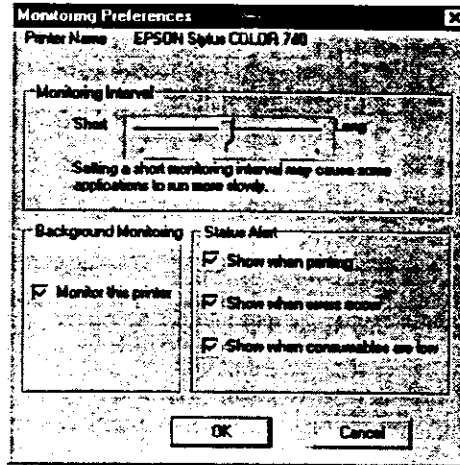 Monitoring Preferences
Printer Name EPSON Stylus COLOR 740
Monitoring Interval
Short Long
Setting a short monitoring interval may cause some
applications to run more slowly.
Background Monitoring
Monitor this printer
Status Alert
Show when printing
Show when errors occur
Show when consumables are low
OK Cancel